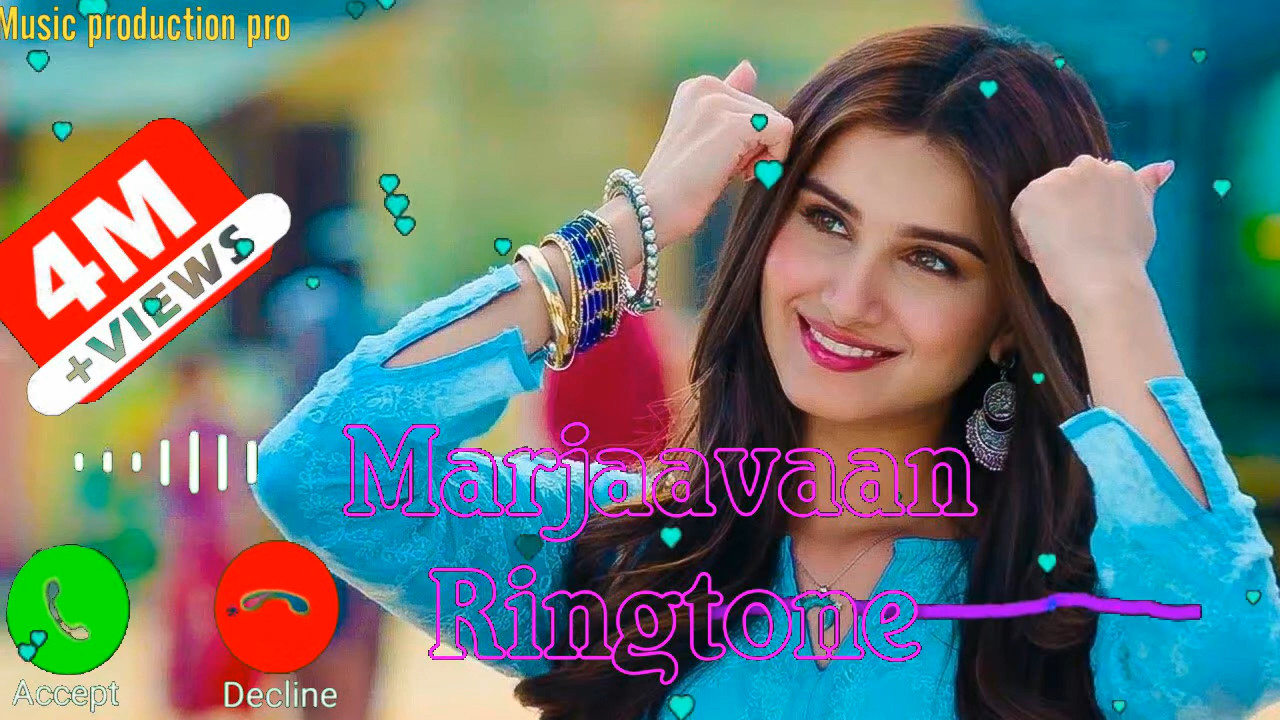 Music production pro
4M
+VIEWS
Marjaavaan
Ringtone
Accept
Decline